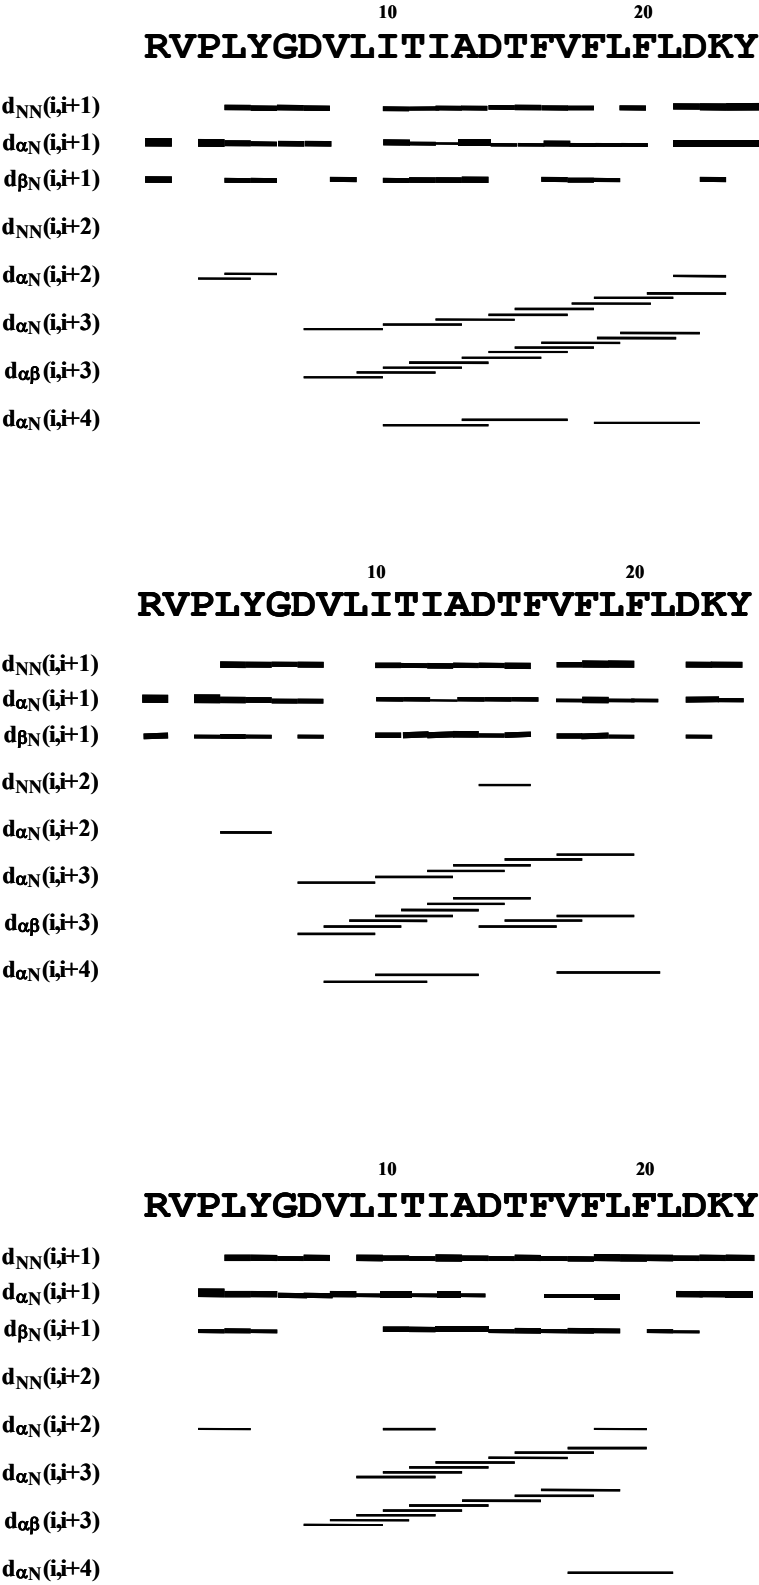 10 20
RVPLYGDVLITIADTFVFLFLDKY
dNN(i,i+1)
dαN(i,i+1)
dβN(i,i+1)
dNN(i,i+2)
dαN(i,i+2)
dαN(i,i+3)
dαβ(i,i+3)
dαN(i,i+4)
10 20
RVPLYGDVLITIADTFVFLFLDKY
dNN(i,i+1)
dαN(i,i+1)
dβN(i,i+1)
dNN(i,i+2)
dαN(i,i+2)
dαN(i,i+3)
dαβ(i,i+3)
dαN(i,i+4)
10 20
RVPLYGDVLITIADTFVFLFLDKY
dNN(i,i+1)
dαN(i,i+1)
dβN(i,i+1)
dNN(i,i+2)
dαN(i,i+2)
dαN(i,i+3)
dαβ(i,i+3)
dαN(i,i+4)